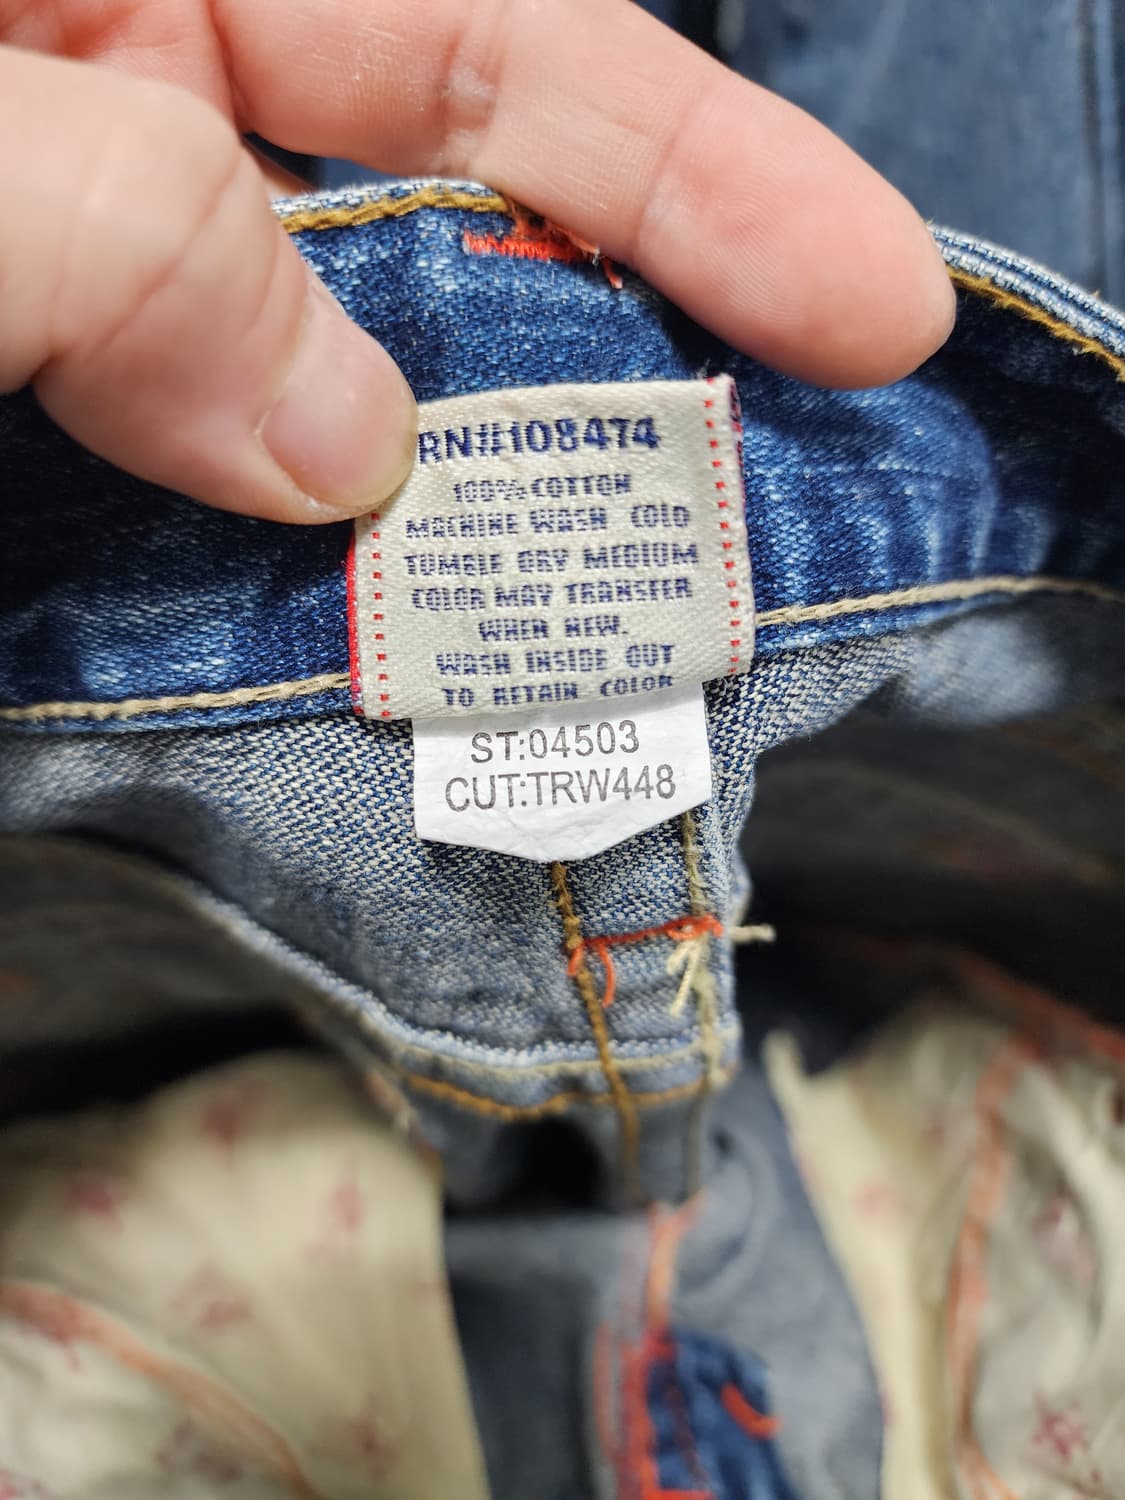 RN#108474
100% COTTON
MACHINE WASH COLD
TUMBLE DRY MEDIUM
COLOR MAY TRANSFER
WHEN NEW.
WASH INSIDE OUT
TO RETAIN COLOR
ST:04503
CUT:TRW448